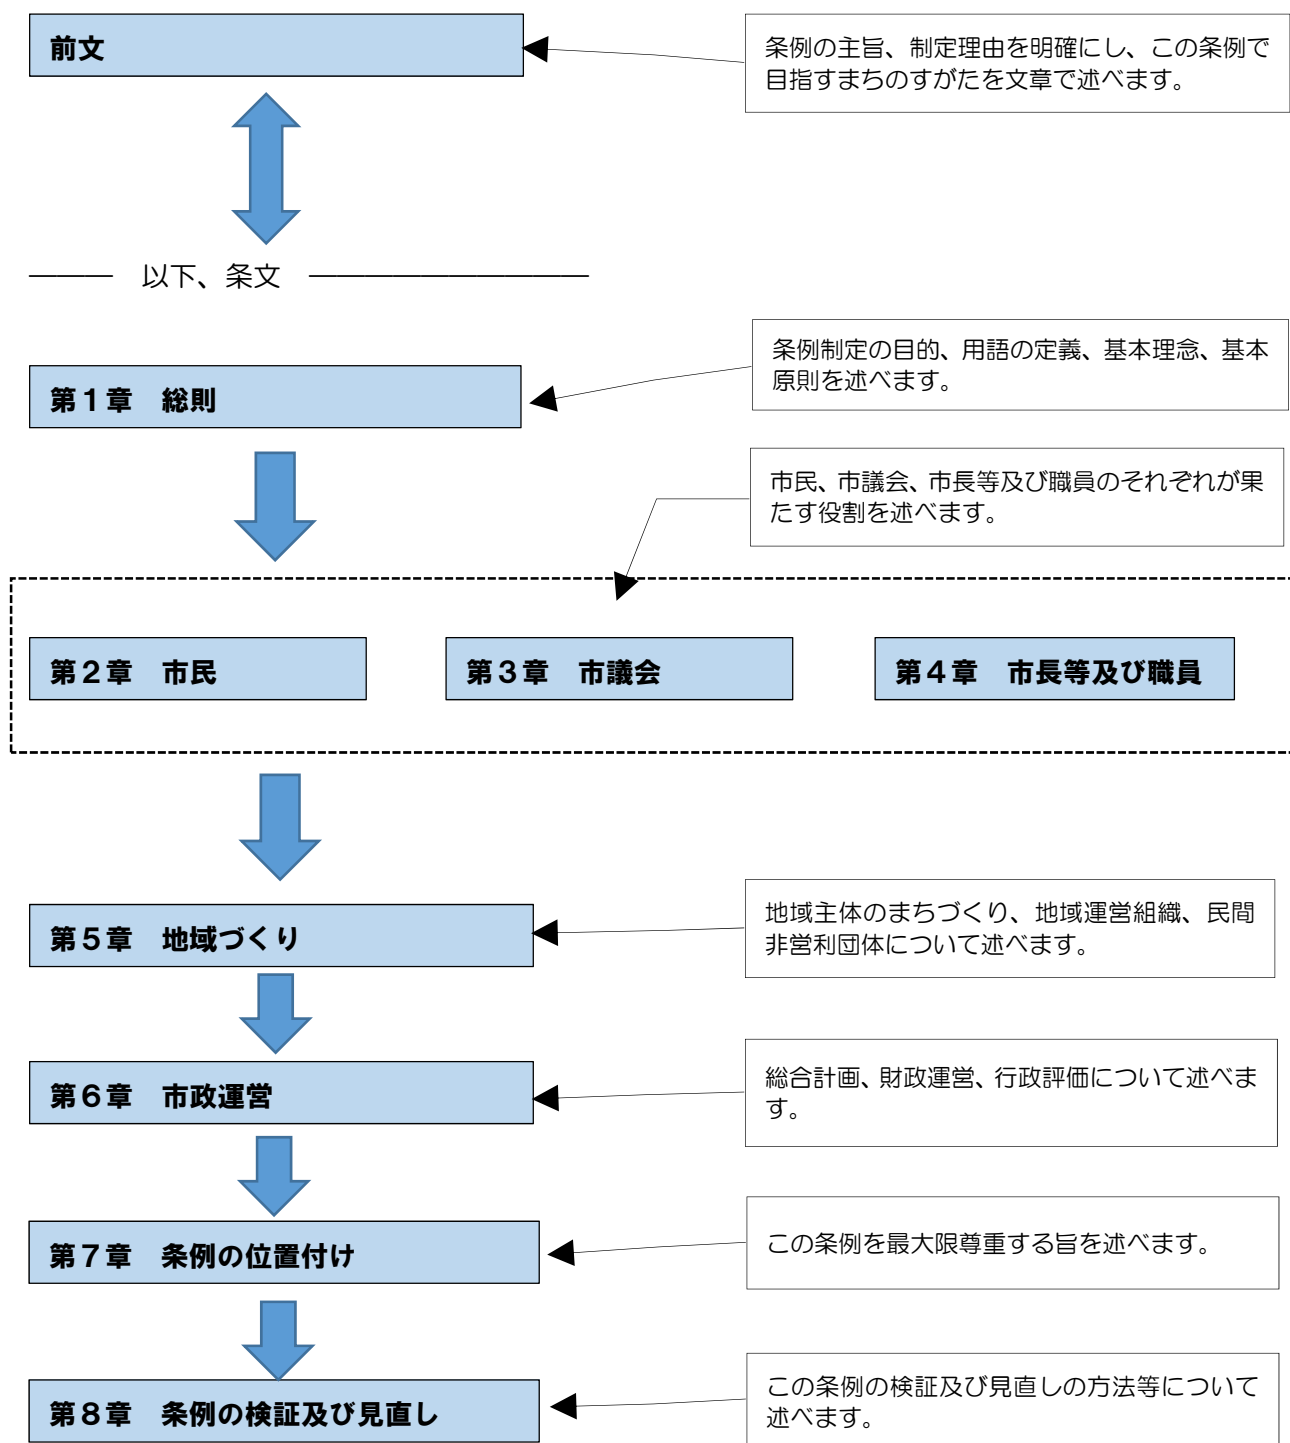 前文
条例の主旨、制定理由を明確にし、この条例で
目指すまちのすがたを文章で述べます。
――― 以下、条文 ――――――――――
条例制定の目的、用語の定義、基本理念、基本
原則を述べます。
第１章　総則
市民、市議会、市長等及び職員のそれぞれが果
たす役割を述べます。
第２章　市民
第３章　市議会
第４章　市長等及び職員
第５章　地域づくり
地域主体のまちづくり、地域運営組織、民間
非営利団体について述べます。
第６章　市政運営
総合計画、財政運営、行政評価について述べま
す。
第７章　条例の位置付け
この条例を最大限尊重する旨を述べます。
第８章　条例の検証及び見直し
この条例の検証及び見直しの方法等について
述べます。